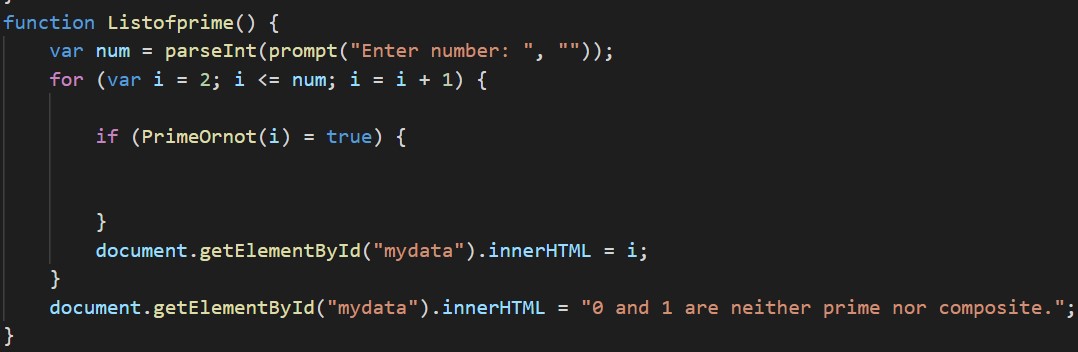 }
function Listofprime() {
    var num = parseInt(prompt("Enter number: ", ""));
    for (var i = 2; i <= num; i = i + 1) {
        if (PrimeOrnot(i) = true) {
        }
        document.getElementById("mydata").innerHTML = i;
    }
    document.getElementById("mydata").innerHTML = "0 and 1 are neither prime nor composite.";
}